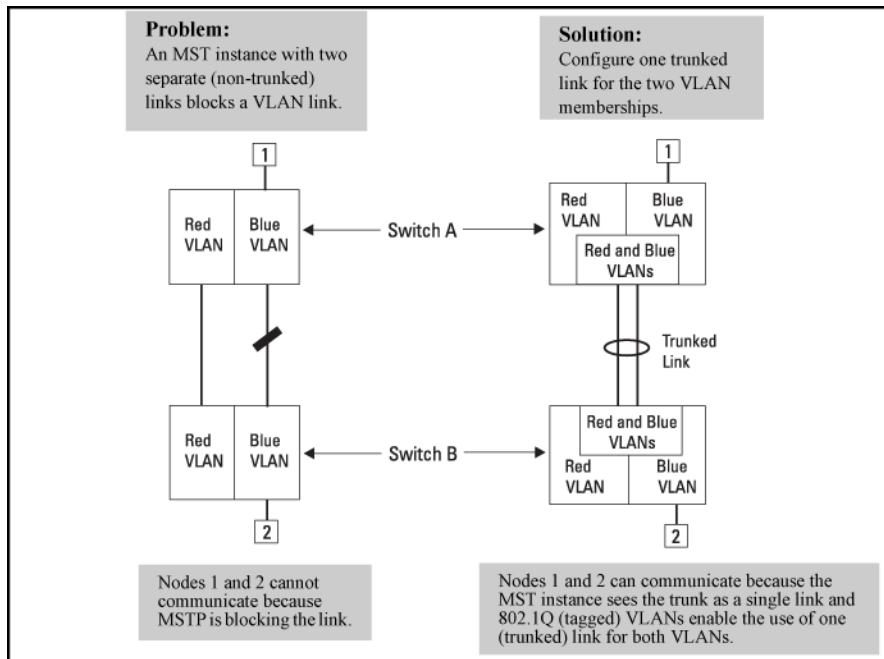 Problem:
An MST instance with two
separate (non-trunked)
links blocks a VLAN link.
Solution:
Configure one trunked
link for the two VLAN
memberships.
1
1
Red
VLAN
Blue
VLAN
Switch A
Red
VLAN
Blue
VLAN
Red and Blue
VLANs
Trunked
Link
Red
VLAN
Blue
VLAN
Switch B
Red and Blue
VLANs
Red
VLAN
Blue
VLAN
2
2
Nodes 1 and 2 cannot
communicate because
MSTP is blocking the link.
Nodes 1 and 2 can communicate because the
MST instance sees the trunk as a single link and
802.1Q (tagged) VLANs enable the use of one
(trunked) link for both VLANs.